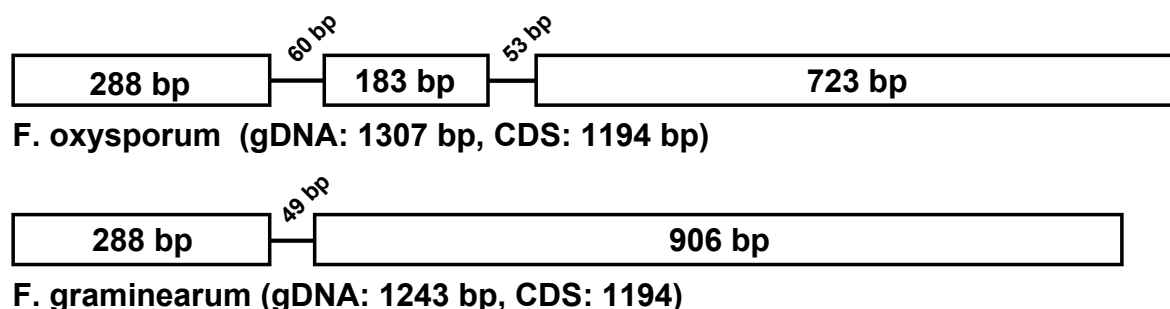 60 bp
53 bp
288 bp
183 bp
723 bp
F. oxysporum (gDNA: 1307 bp, CDS: 1194 bp)
49 bp
288 bp
906 bp
F. graminearum (gDNA: 1243 bp, CDS: 1194)